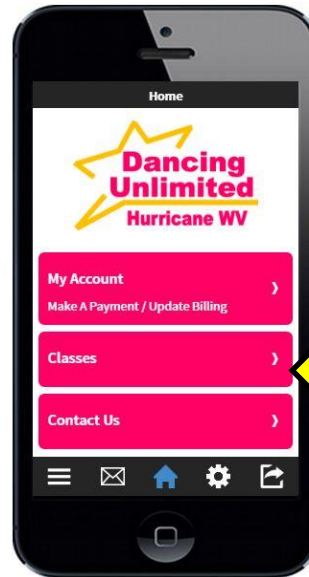 Home
Dancing
Unlimited
Hurricane WV
My Account
Make A Payment / Update Billing
Classes
Contact Us